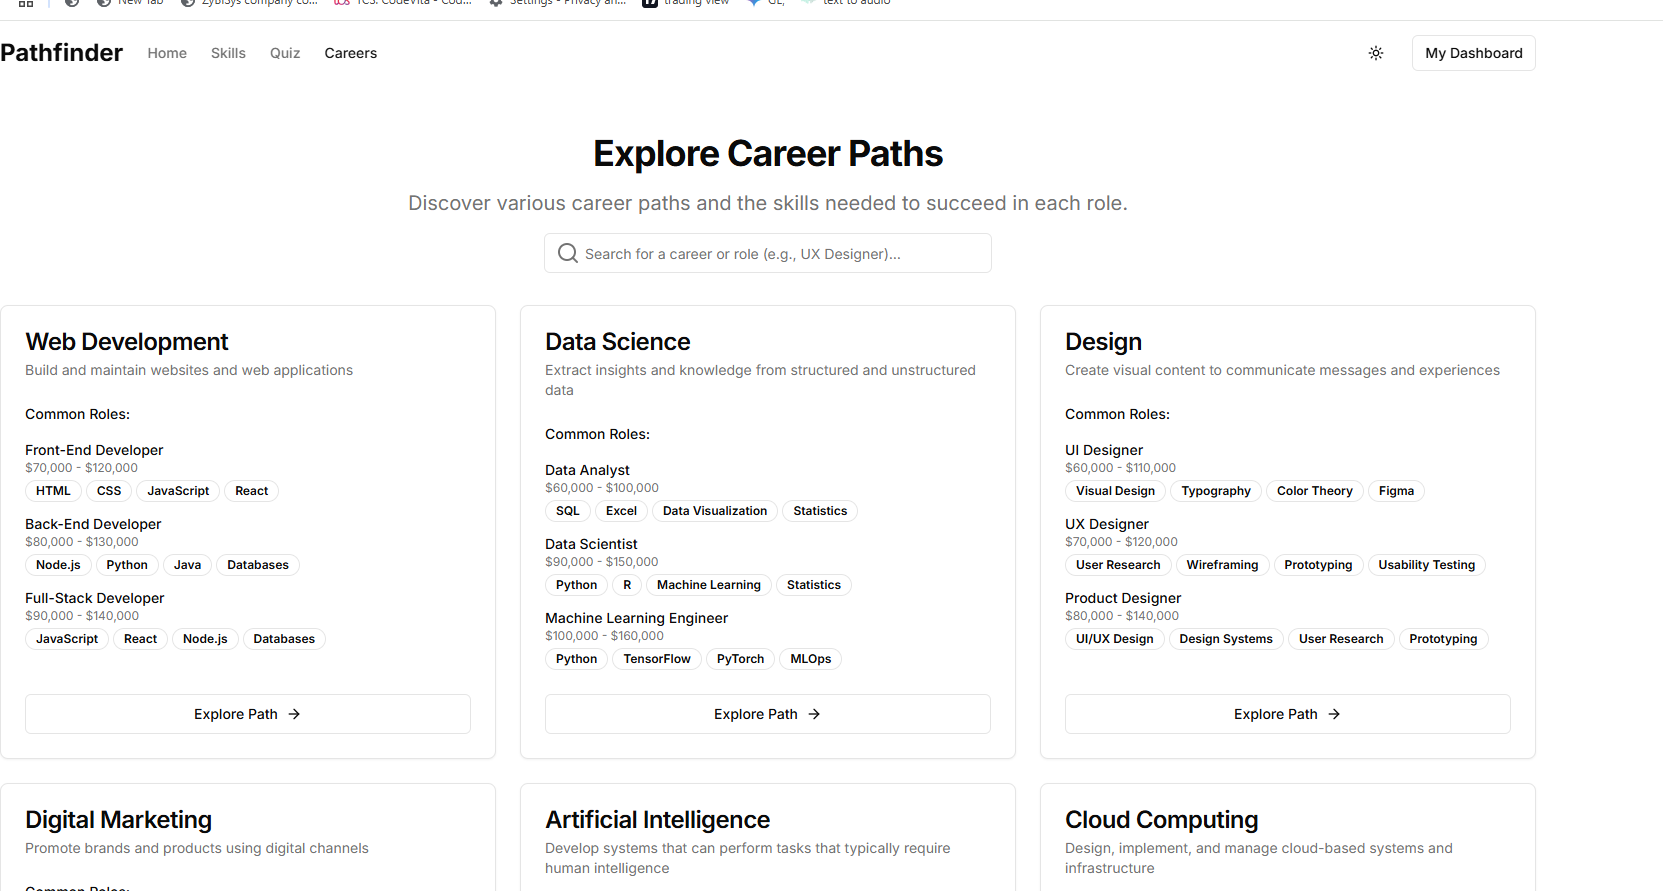 New Tab
ZyBiSys company co...
TCS: CodeVita - Cod...
Settings - Privacy an...
trading view
text to audio
Pathfinder
Home
Skills
Quiz
Careers
My Dashboard
Explore Career Paths
Discover various career paths and the skills needed to succeed in each role.
Search for a career or role (e.g., UX Designer)...
Web Development
Build and maintain websites and web applications
Common Roles:
Front-End Developer
$70,000 - $120,000
HTML CSS JavaScript React
Back-End Developer
$80,000 - $130,000
Node.js Python Java Databases
Full-Stack Developer
$90,000 - $140,000
JavaScript React Node.js Databases
Explore Path →
Data Science
Extract insights and knowledge from structured and unstructured
data
Common Roles:
Data Analyst
$60,000 - $100,000
SQL Excel Data Visualization Statistics
Data Scientist
$90,000 - $150,000
Python R Machine Learning Statistics
Machine Learning Engineer
$100,000 - $160,000
Python TensorFlow PyTorch MLOps
Explore Path →
Design
Create visual content to communicate messages and experiences
Common Roles:
UI Designer
$60,000 - $110,000
Visual Design Typography Color Theory Figma
UX Designer
$70,000 - $120,000
User Research Wireframing Prototyping Usability Testing
Product Designer
$80,000 - $140,000
UI/UX Design Design Systems User Research Prototyping
Explore Path →
Digital Marketing
Promote brands and products using digital channels
Common Roles:
Artificial Intelligence
Develop systems that can perform tasks that typically require
human intelligence
Cloud Computing
Design, implement, and manage cloud-based systems and
infrastructure